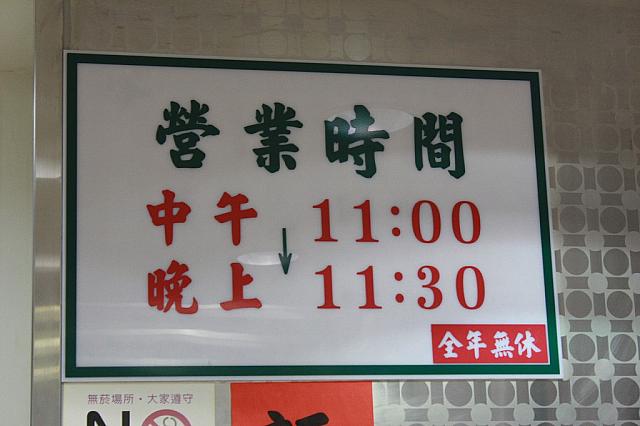 營業時間
中午 11:00
↓
晚上 11:30
全年無休
無菸場所・大家遵守
NO